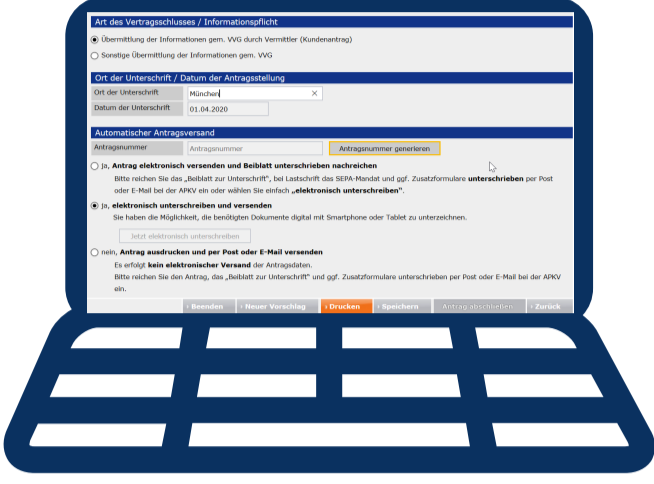 Art des Vertragsschlusses / Informationspflicht
Übermittlung der Informationen gem. VVG durch Vermittler (Kundenantrag)
Sonstige Übermittlung der Informationen gem. VVG
Ort der Unterschrift / Datum der Antragsstellung
Ort der Unterschrift München
Datum der Unterschrift 01.04.2020
Automatischer Antragsversand
Antragsnummer Antragsnummer Antragsnummer generieren
ja, Antrag elektronisch versenden und Beiblatt unterschrieben nachreichen
Bitte reichen Sie das „Beiblatt zur Unterschrift", bei Lastschrift das SEPA-Mandat und ggf. Zusatzformulare unterschrieben per Post
oder E-Mail bei der APKV ein oder wählen Sie einfach „elektronisch unterschreiben".
ja, elektronisch unterschreiben und versenden
Sie haben die Möglichkeit, die benötigten Dokumente digital mit Smartphone oder Tablet zu unterzeichnen.
Jetzt elektronisch unterschreiben
nein, Antrag ausdrucken und per Post oder E-Mail versenden
Es erfolgt kein elektronischer Versand der Antragsdaten.
Bitte reichen Sie den Antrag, das „Beiblatt zur Unterschrift" und ggf. Zusatzformulare unterschrieben per Post oder E-Mail bei der APKV
ein.
› Beenden › Neuer Vorschlag › Drucken › Speichern Antrag abschließen › Zurück